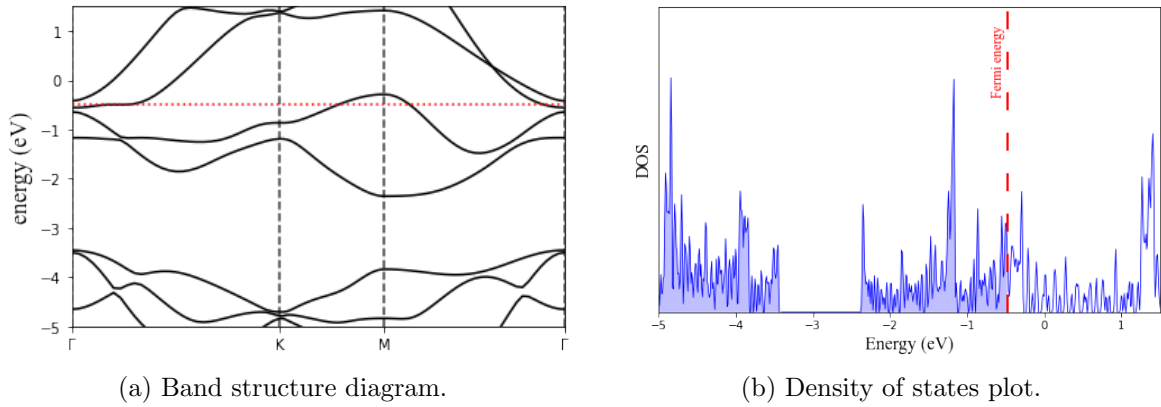 energy (eV)
1
0
−1
−2
−3
−4
−5
Γ
K
M
Γ
(a) Band structure diagram.
DOS
Fermi energy
-5
-4
-3
-2
-1
0
1
Energy (eV)
(b) Density of states plot.